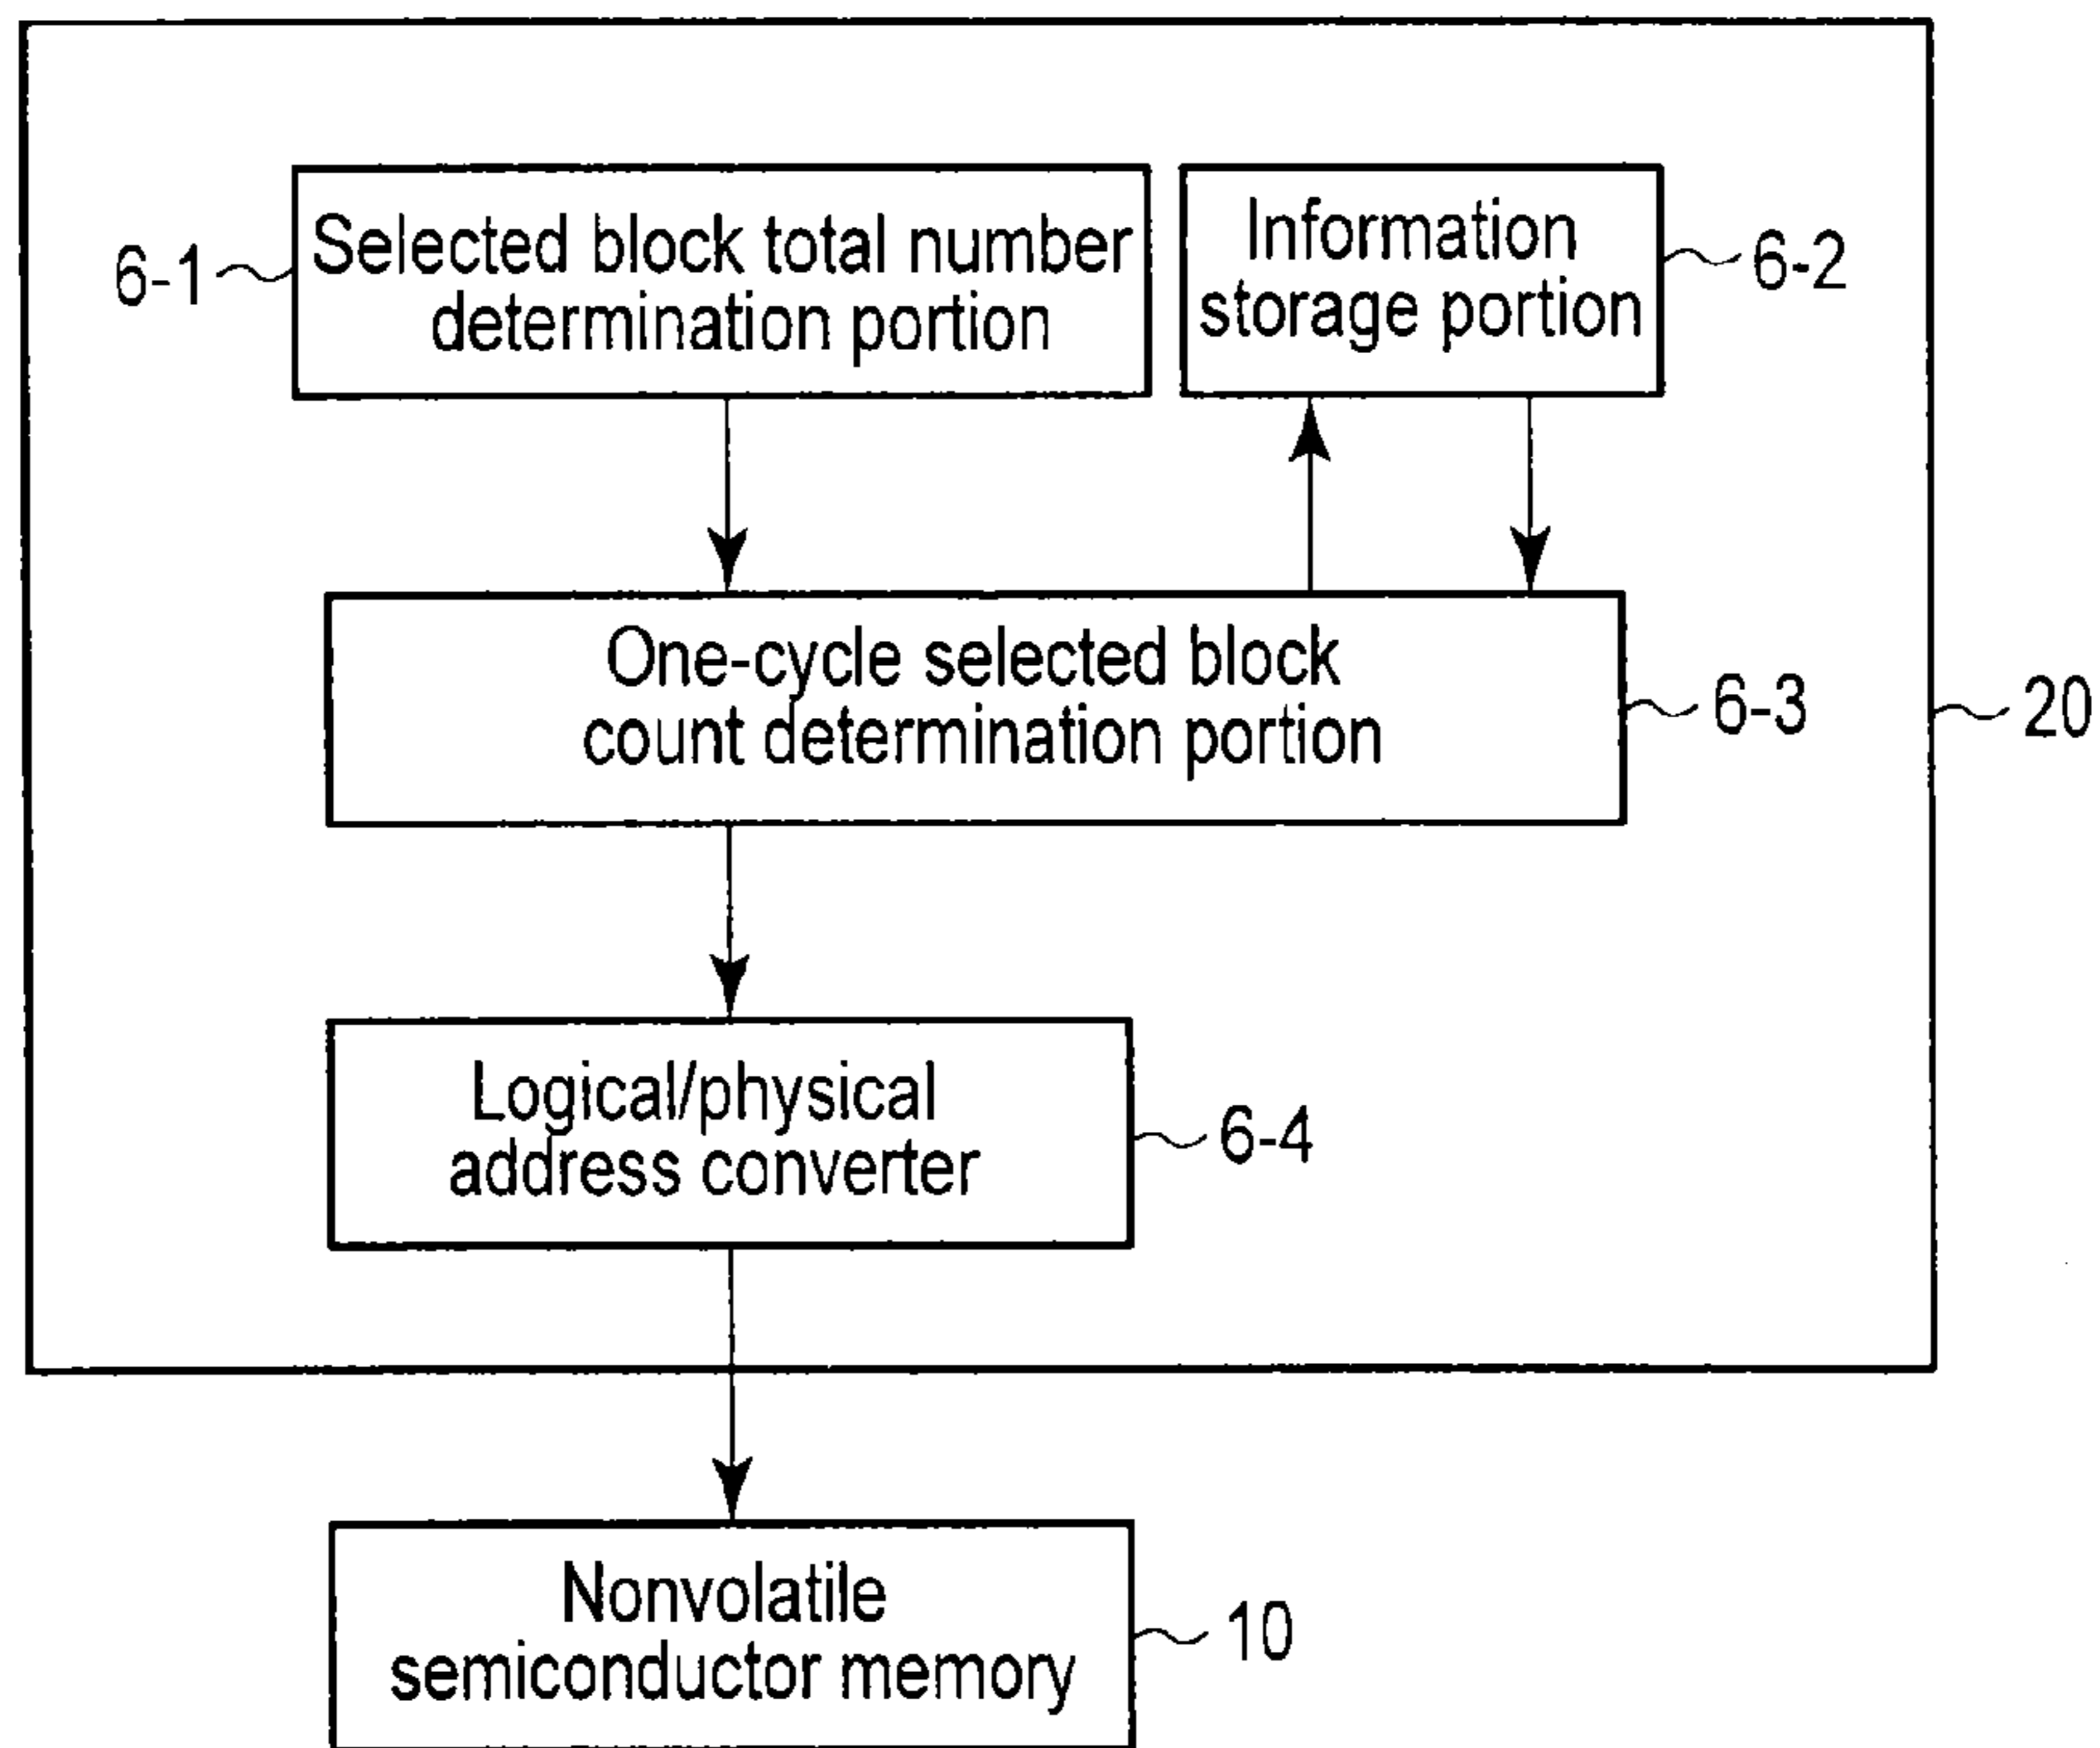 6-1
Selected block total number
determination portion
Information
storage portion
6-2
One-cycle selected block
count determination portion
6-3
20
Logical/physical
address converter
6-4
Nonvolatile
semiconductor memory
10